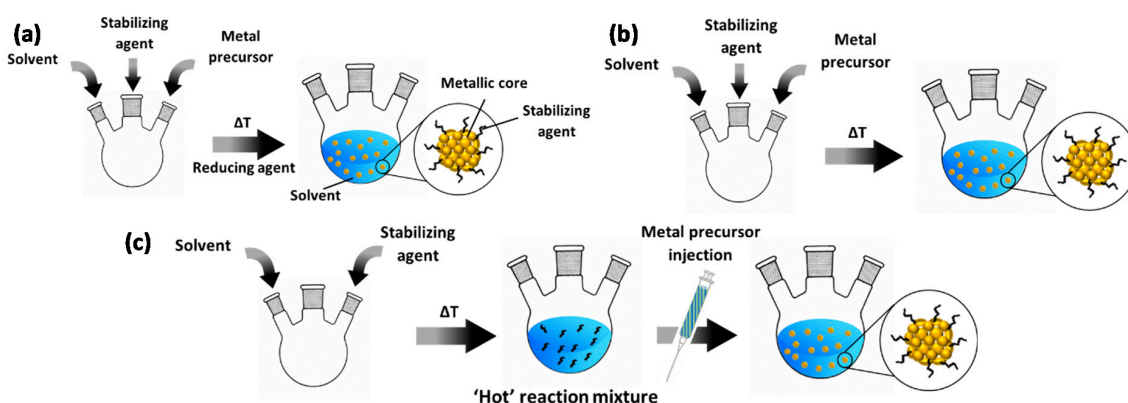 (a)
Stabilizing
agent
Solvent
Metal
precursor
ΔT
Reducing agent
Metallic core
Stabilizing
agent
Solvent
(b)
Stabilizing
agent
Solvent
Metal
precursor
ΔT
(c)
Solvent
Stabilizing
agent
ΔT
'Hot' reaction mixture
Metal precursor
injection